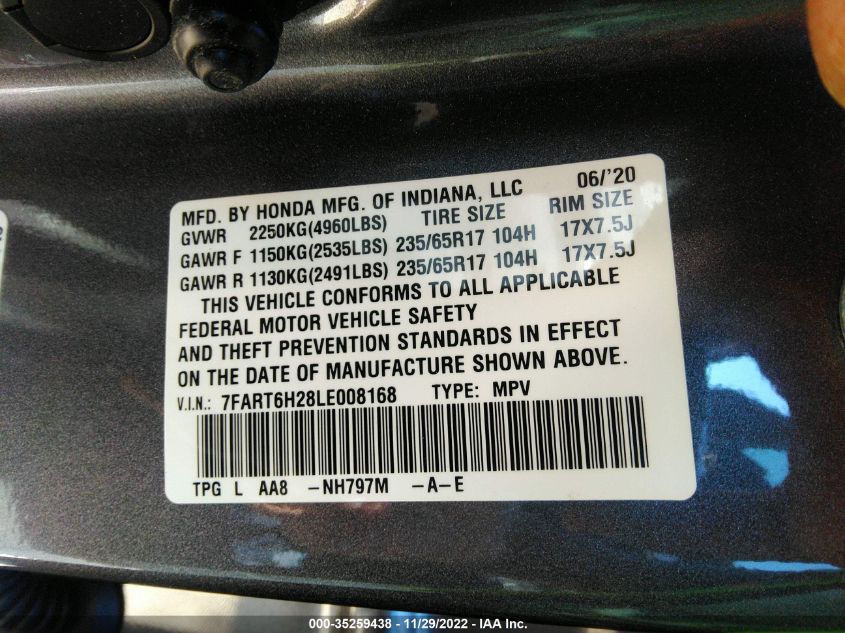 MFD. BY HONDA MFG. OF INDIANA, LLC 06/'20
GVWR 2250KG(4960LBS) TIRE SIZE RIM SIZE
GAWR F 1150KG(2535LBS) 235/65R17 104H 17X7.5J
GAWR R 1130KG(2491LBS) 235/65R17 104H 17X7.5J
THIS VEHICLE CONFORMS TO ALL APPLICABLE
FEDERAL MOTOR VEHICLE SAFETY
AND THEFT PREVENTION STANDARDS IN EFFECT
ON THE DATE OF MANUFACTURE SHOWN ABOVE.
V.I.N.: 7FART6H28LE008168 TYPE: MPV
TPG L AA8 -NH797M -A-E
000-35259438 - 11/29/2022 - IAA Inc.